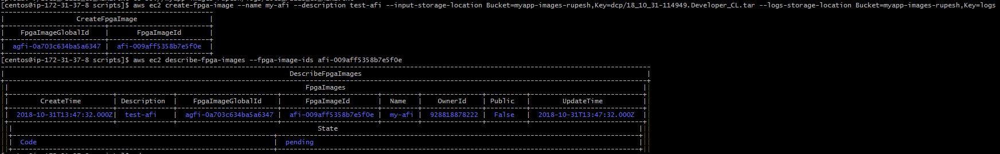 [centos@ip-172-31-37-8 scripts]$ aws ec2 create-fpga-image --name my-afi --description test-afi --input-storage-location Bucket=myapp-images-rupesh,Key=dcp/18_10_31-114949.Developer_CL.tar --logs-storage-location Bucket=myapp-images-rupesh,Key=logs
CreateFpgaImage
FpgaImageGlobalId | FpgaImageId
agfi-0a703c634ba5a6347 | afi-009aff5358b7e5f0e
[centos@ip-172-31-37-8 scripts]$ aws ec2 describe-fpga-images --fpga-image-ids afi-009aff5358b7e5f0e
DescribeFpgaImages
FpgaImages
CreateTime | Description | FpgaImageGlobalId | FpgaImageId | Name | OwnerId | Public | UpdateTime
2018-10-31T13:47:32.000Z | test-afi | agfi-0a703c634ba5a6347 | afi-009aff5358b7e5f0e | my-afi | 928818878222 | False | 2018-10-31T13:47:32.000Z
State
Code | pending